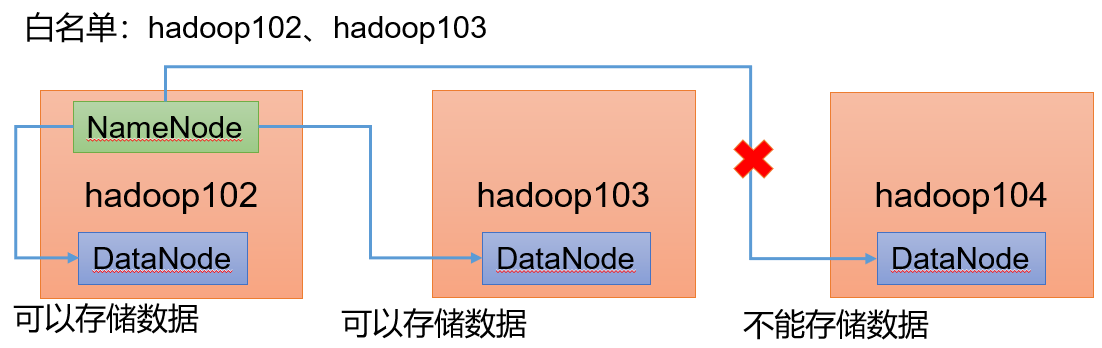 白名单：hadoop102、hadoop103
NameNode
hadoop102
DataNode
可以存储数据
hadoop103
DataNode
可以存储数据
hadoop104
DataNode
不能存储数据